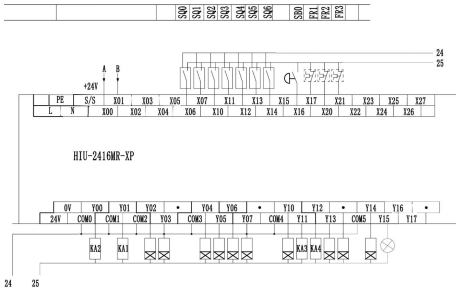 SQ0 SQ1 SQ2 SQ3 SQ4 SQ5 SQ6 SB0 FR1 FR2 FR3
24
A B 25
+24V
PE S/S X01 X03 X05 X07 X11 X13 X15 X17 X21 X23 X25 X27
L N X00 X02 X04 X06 X10 X12 X14 X16 X20 X22 X24 X26
HIU-2416MR-XP
0V Y00 Y01 Y02 • Y04 Y06 • Y10 Y12 • Y14 Y16 •
24V COM0 COM1 COM2 Y03 COM3 Y05 Y07 COM4 Y11 Y13 COM5 Y15 Y17
KA2 KA1 KA3 KA4
24 25